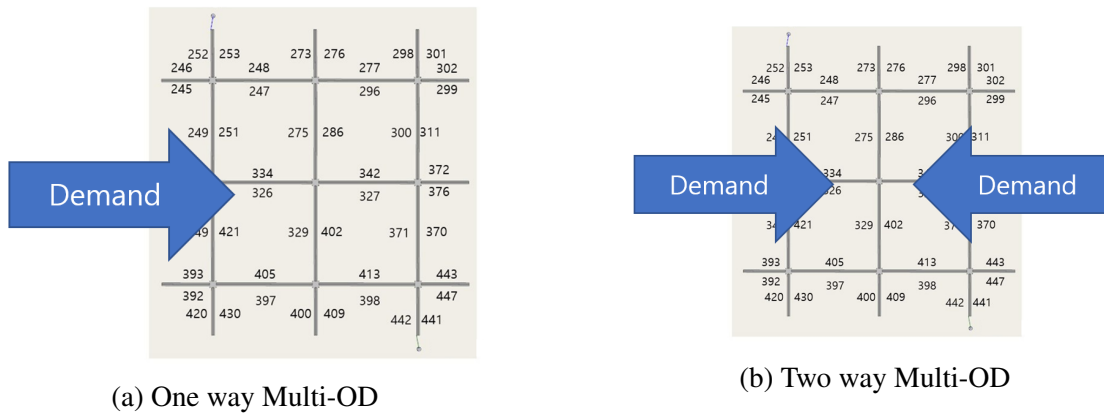 252 253 273 276 298 301
246 248 277 302
245 247 296 299
249 251 275 286 300 311
334 342 372
Demand
326 327 376
421 329 402 371 370
393 405 413 443
392 397 398 447
420 430 400 409 442 441
(a) One way Multi-OD
252 253 273 276 298 301
246 248 277 302
245 247 296 299
251 275 286 311
334
Demand Demand
421 329 402 370
393 405 413 443
392 397 398 447
420 430 400 409 442 441
(b) Two way Multi-OD